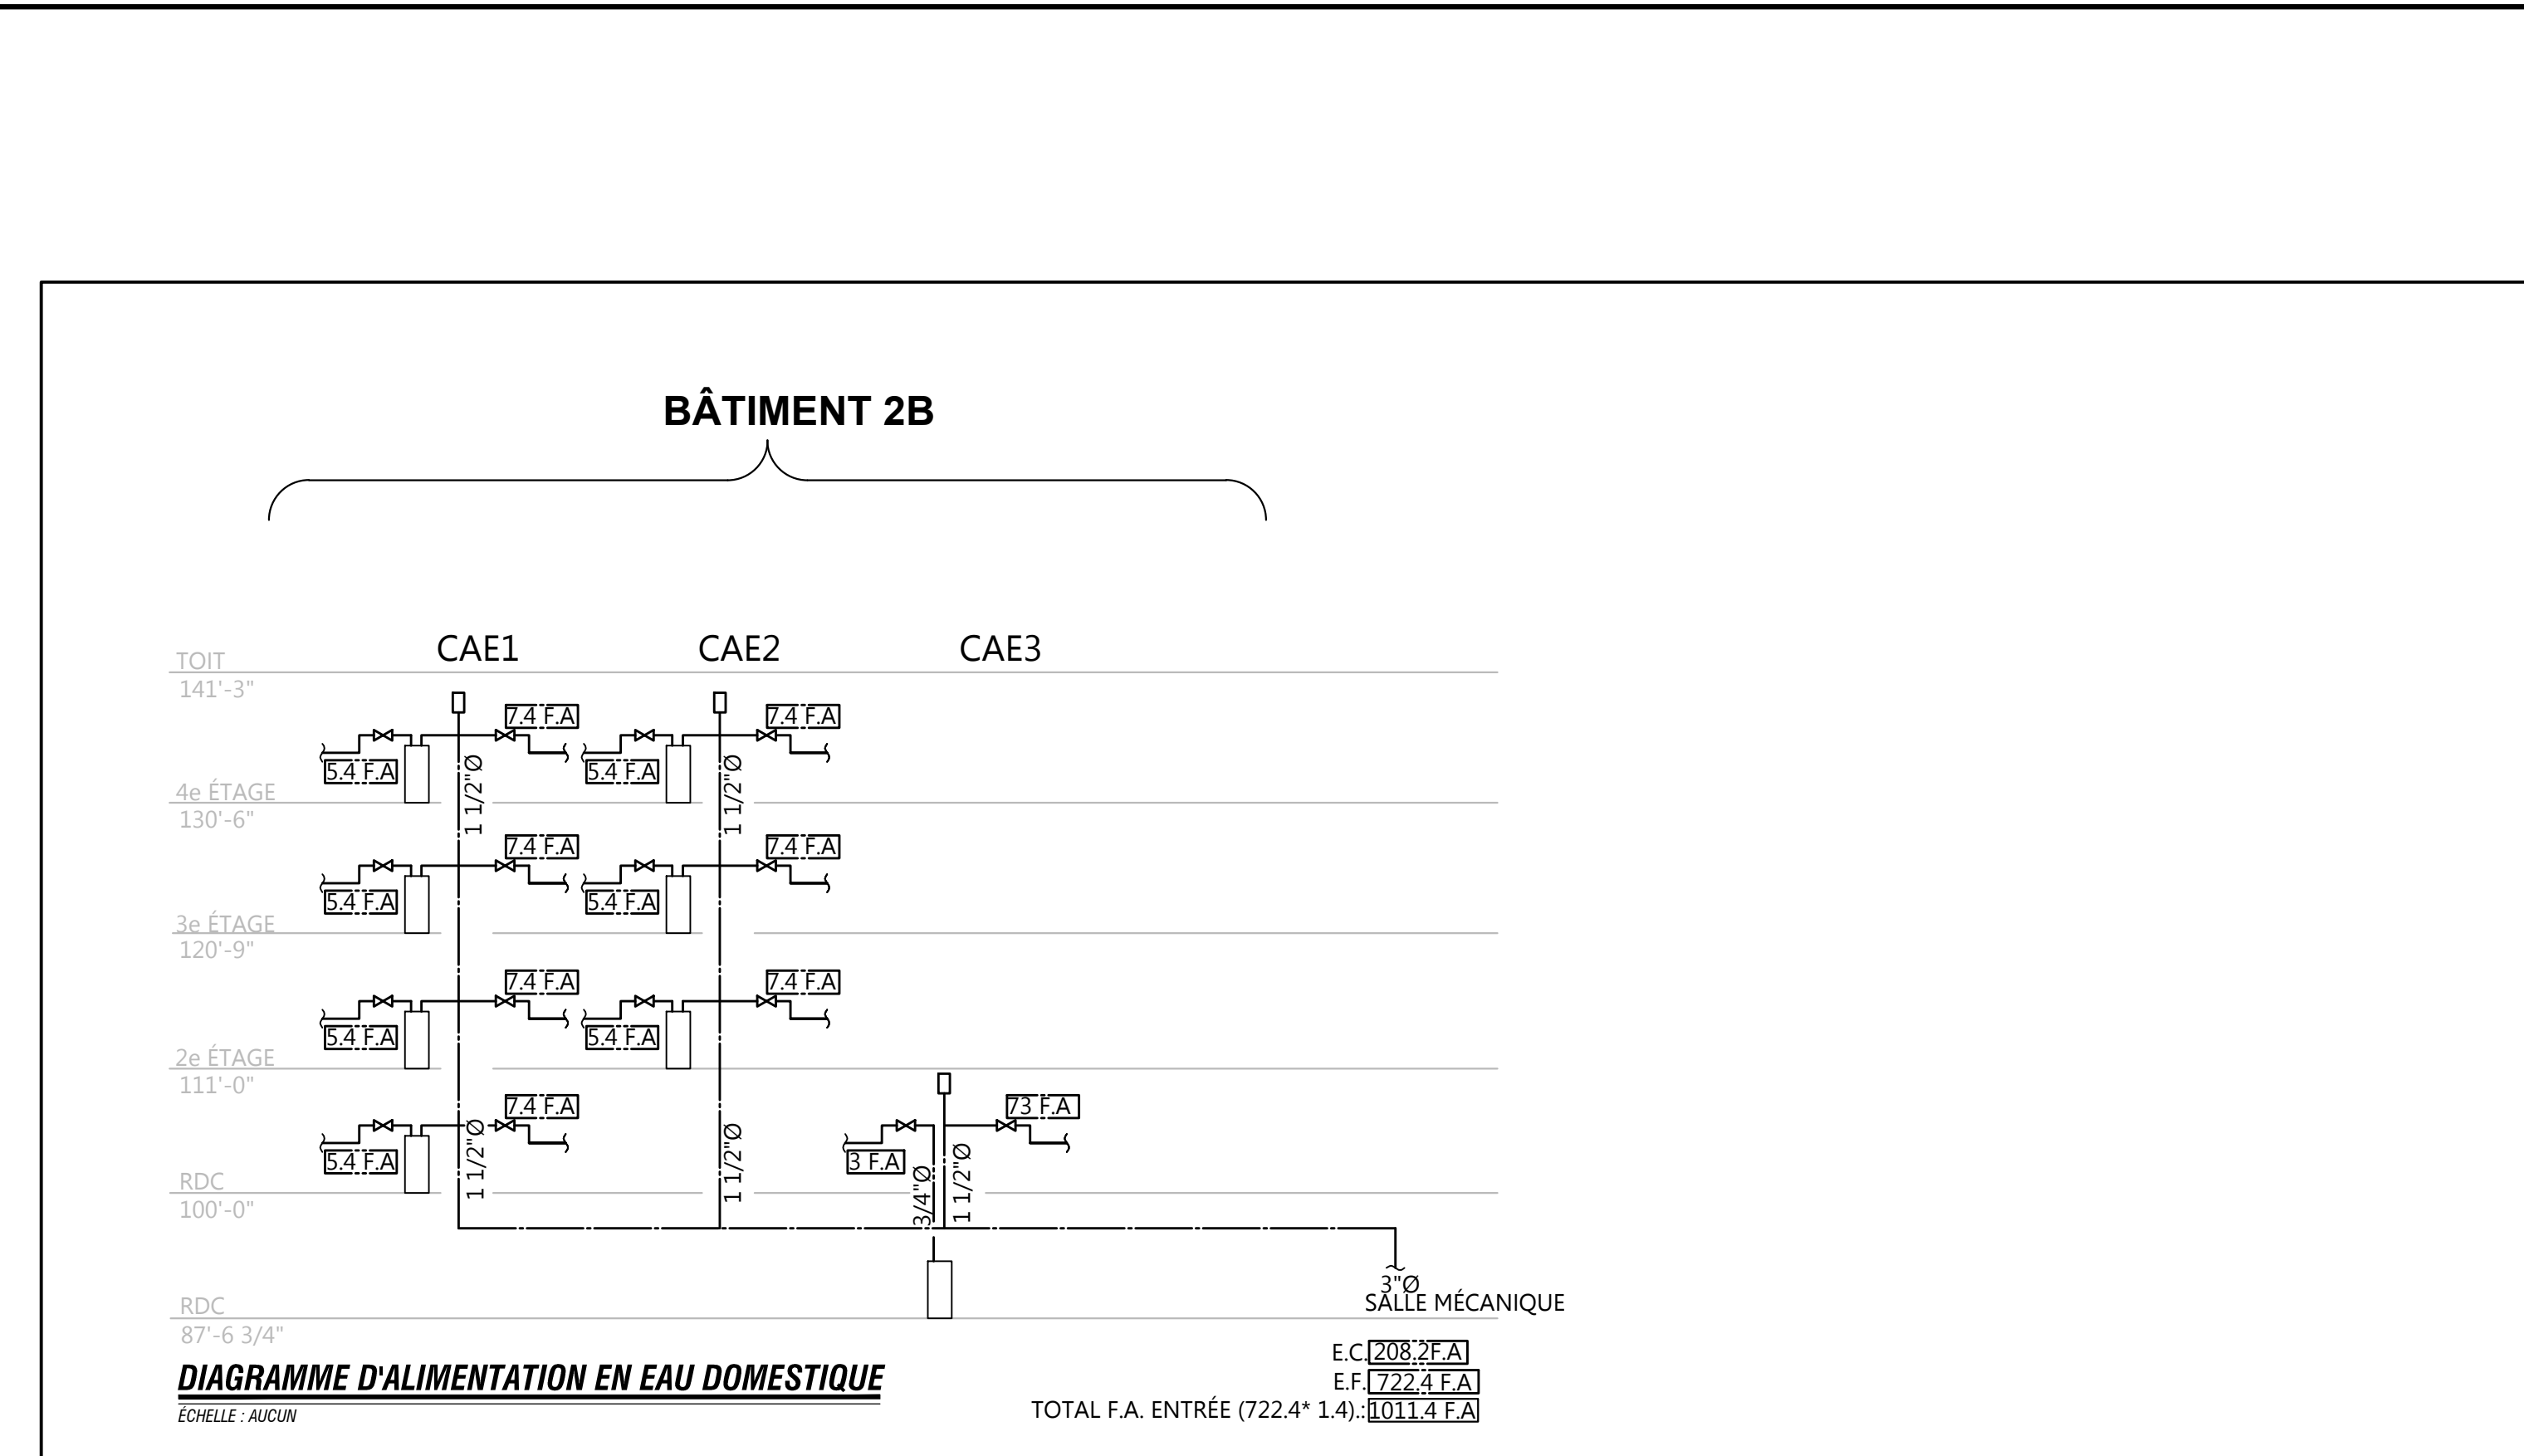 BÂTIMENT 2B
CAE1 CAE2 CAE3
TOIT
141'-3"
7.4 F.A 7.4 F.A
5.4 F.A 5.4 F.A
1 1/2"Ø 1 1/2"Ø
4e ÉTAGE
130'-6"
7.4 F.A 7.4 F.A
5.4 F.A 5.4 F.A
3e ÉTAGE
120'-9"
7.4 F.A 7.4 F.A
5.4 F.A 5.4 F.A
2e ÉTAGE
111'-0"
7.4 F.A 73 F.A
5.4 F.A 3 F.A
1 1/2"Ø 1 1/2"Ø 3/4"Ø 1 1/2"Ø
RDC
100'-0"
3"Ø
SALLE MÉCANIQUE
RDC
87'-6 3/4"
E.C. 208.2F.A
E.F. 722.4 F.A
TOTAL F.A. ENTRÉE (722.4* 1.4).: 1011.4 F.A
DIAGRAMME D'ALIMENTATION EN EAU DOMESTIQUE
ÉCHELLE : AUCUN